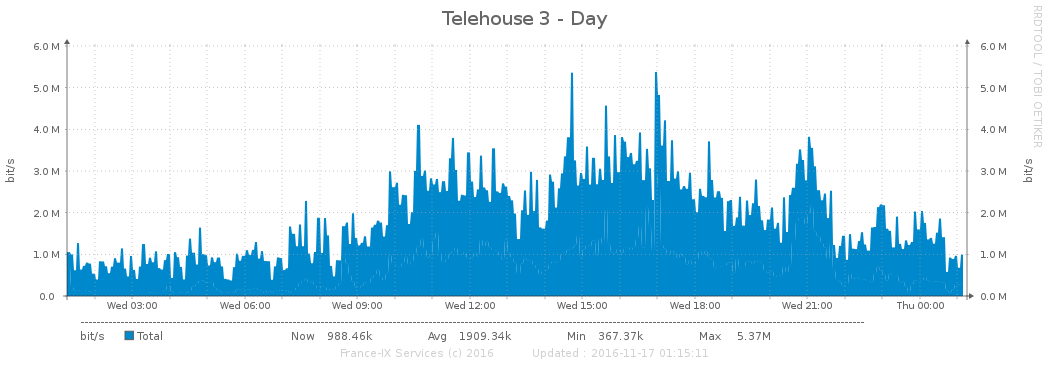 Telehouse 3 - Day
RRDTOOL / TOBI OETIKER
6.0 M 6.0 M
5.0 M 5.0 M
4.0 M 4.0 M
3.0 M 3.0 M
2.0 M 2.0 M
1.0 M 1.0 M
0.0 0.0 M
bit/s bit/s
Wed 03:00 Wed 06:00 Wed 09:00 Wed 12:00 Wed 15:00 Wed 18:00 Wed 21:00 Thu 00:00
bit/s Total Now 988.46k Avg 1909.34k Min 367.37k Max 5.37M
France-IX Services (c) 2016 Updated : 2016-11-17 01:15:11